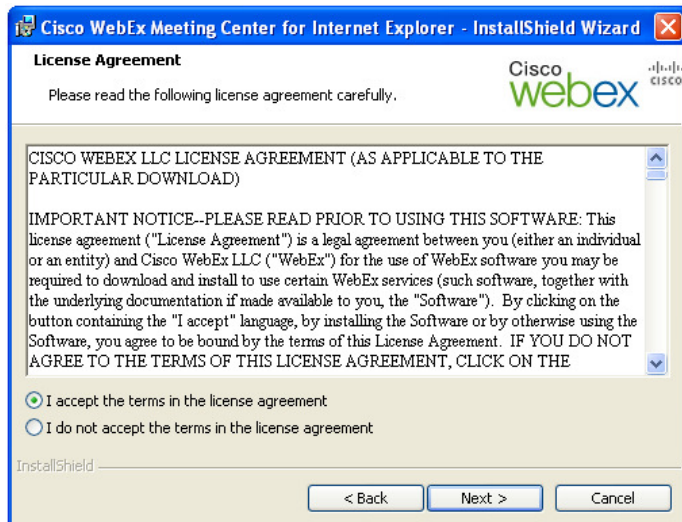 Cisco WebEx Meeting Center for Internet Explorer - InstallShield Wizard
License Agreement
Please read the following license agreement carefully.
Cisco
webex
cisco
CISCO WEBEX LLC LICENSE AGREEMENT (AS APPLICABLE TO THE
PARTICULAR DOWNLOAD)
IMPORTANT NOTICE--PLEASE READ PRIOR TO USING THIS SOFTWARE: This
license agreement ("License Agreement") is a legal agreement between you (either an individual
or an entity) and Cisco WebEx LLC ("WebEx") for the use of WebEx software you may be
required to download and install to use certain WebEx services (such software, together with
the underlying documentation if made available to you, the "Software").  By clicking on the
button containing the "I accept" language, by installing the Software or by otherwise using the
Software, you agree to be bound by the terms of this License Agreement.  IF YOU DO NOT
AGREE TO THE TERMS OF THIS LICENSE AGREEMENT, CLICK ON THE
I accept the terms in the license agreement
I do not accept the terms in the license agreement
InstallShield
< Back
Next >
Cancel